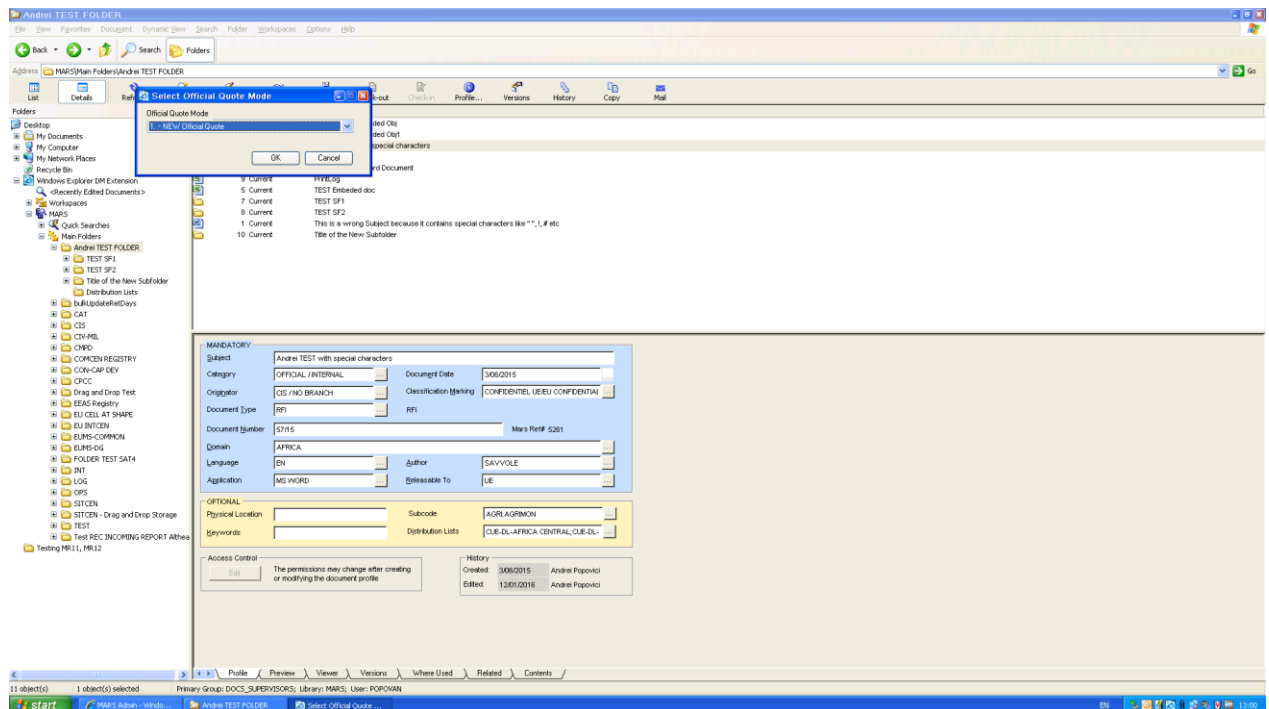 Andrei TEST FOLDER
File View Favorites Document Dynamic View Search Folder Workspaces Options Help
Back Search Folders
Address MARS\Main Folders\Andrei TEST FOLDER Go
List Details Check-in Profile... Versions History Copy Mail
Select Official Quote Mode
Official Quote Mode
1. - NEW Official Quote
OK Cancel
Folders
Desktop
My Documents
My Computer
My Network Places
Recycle Bin
Windows Explorer DM Extension
<Recently Edited Documents>
Workspaces
MARS
Quick Searches
Main Folders
Andrei TEST FOLDER
TEST SF1
TEST SF2
Title of the New Subfolder
Distribution Lists
bulkUpdateRetDays
CAT
CIS
CIV-MIL
CMPD
COMCEN REGISTRY
CON-CAP DEV
CPCC
Drag and Drop Test
EEAS Registry
EU CELL AT SHAPE
EU INTCEN
EUMS-COMMON
EUMS-DG
FOLDER TEST SAT4
INT
LOG
OPS
SITCEN
SITCEN - Drag and Drop Storage
TEST
Test REC INCOMING REPORT Althea
Testing MR11, MR12
ded Obj
ded Obj1
special characters
rd Document
9 Current PrintLog
5 Current TEST Embeded doc
7 Current TEST SF1
8 Current TEST SF2
1 Current This is a wrong Subject because it contains special characters like " ", !, # etc
10 Current Title of the New Subfolder
MANDATORY
Subject Andrei TEST with special characters
Category OFFICIAL / INTERNAL ... Document Date 3/06/2015
Originator CIS / NO BRANCH ... Classification Marking CONFIDENTIEL UE/EU CONFIDENTIAL ...
Document Type RFI ... RFI
Document Number 57/15 Mars Ref# 5261
Domain AFRICA ...
Language EN ... Author SAVVOLE ...
Application MS WORD ... Releasable To UE ...
OPTIONAL
Physical Location Subcode AGRI;AGRIMON ...
Keywords Distribution Lists CUE-DL-AFRICA CENTRAL;CUE-DL- ...
Access Control
Edit The permissions may change after creating
or modifying the document profile
History
Created: 3/06/2015 Andrei Popovici
Edited: 12/01/2016 Andrei Popovici
Profile Preview Viewer Versions Where Used Related Contents
11 object(s) 1 object(s) selected Primary Group: DOCS_SUPERVISORS; Library: MARS; User: POPOVAN
start MARS Admin - Windo... Andrei TEST FOLDER Select Official Quote ... EN 13:00